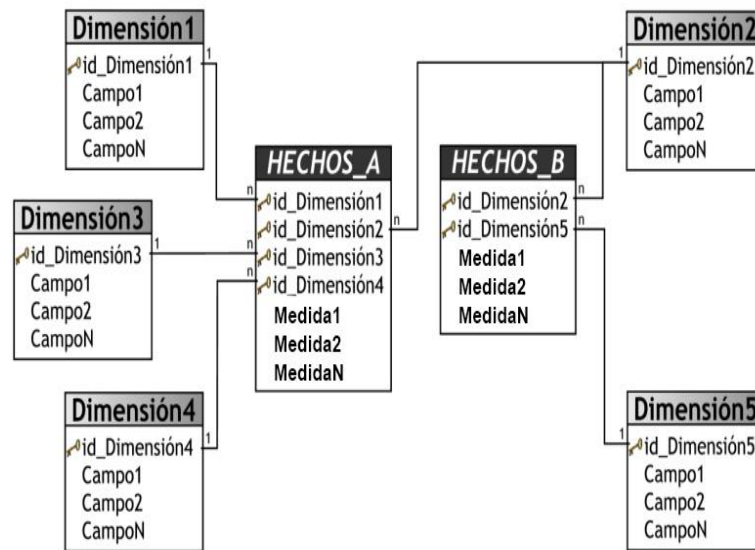 Dimensión1
id_Dimensión1
Campo1
Campo2
CampoN
1
Dimensión2
id_Dimensión2
Campo1
Campo2
CampoN
1
HECHOS_A
id_Dimensión1
id_Dimensión2
id_Dimensión3
id_Dimensión4
Medida1
Medida2
MedidaN
n
n
n
n
HECHOS_B
id_Dimensión2
id_Dimensión5
Medida1
Medida2
MedidaN
n
n
Dimensión3
id_Dimensión3
Campo1
Campo2
CampoN
1
Dimensión4
id_Dimensión4
Campo1
Campo2
CampoN
1
Dimensión5
id_Dimensión5
Campo1
Campo2
CampoN
1